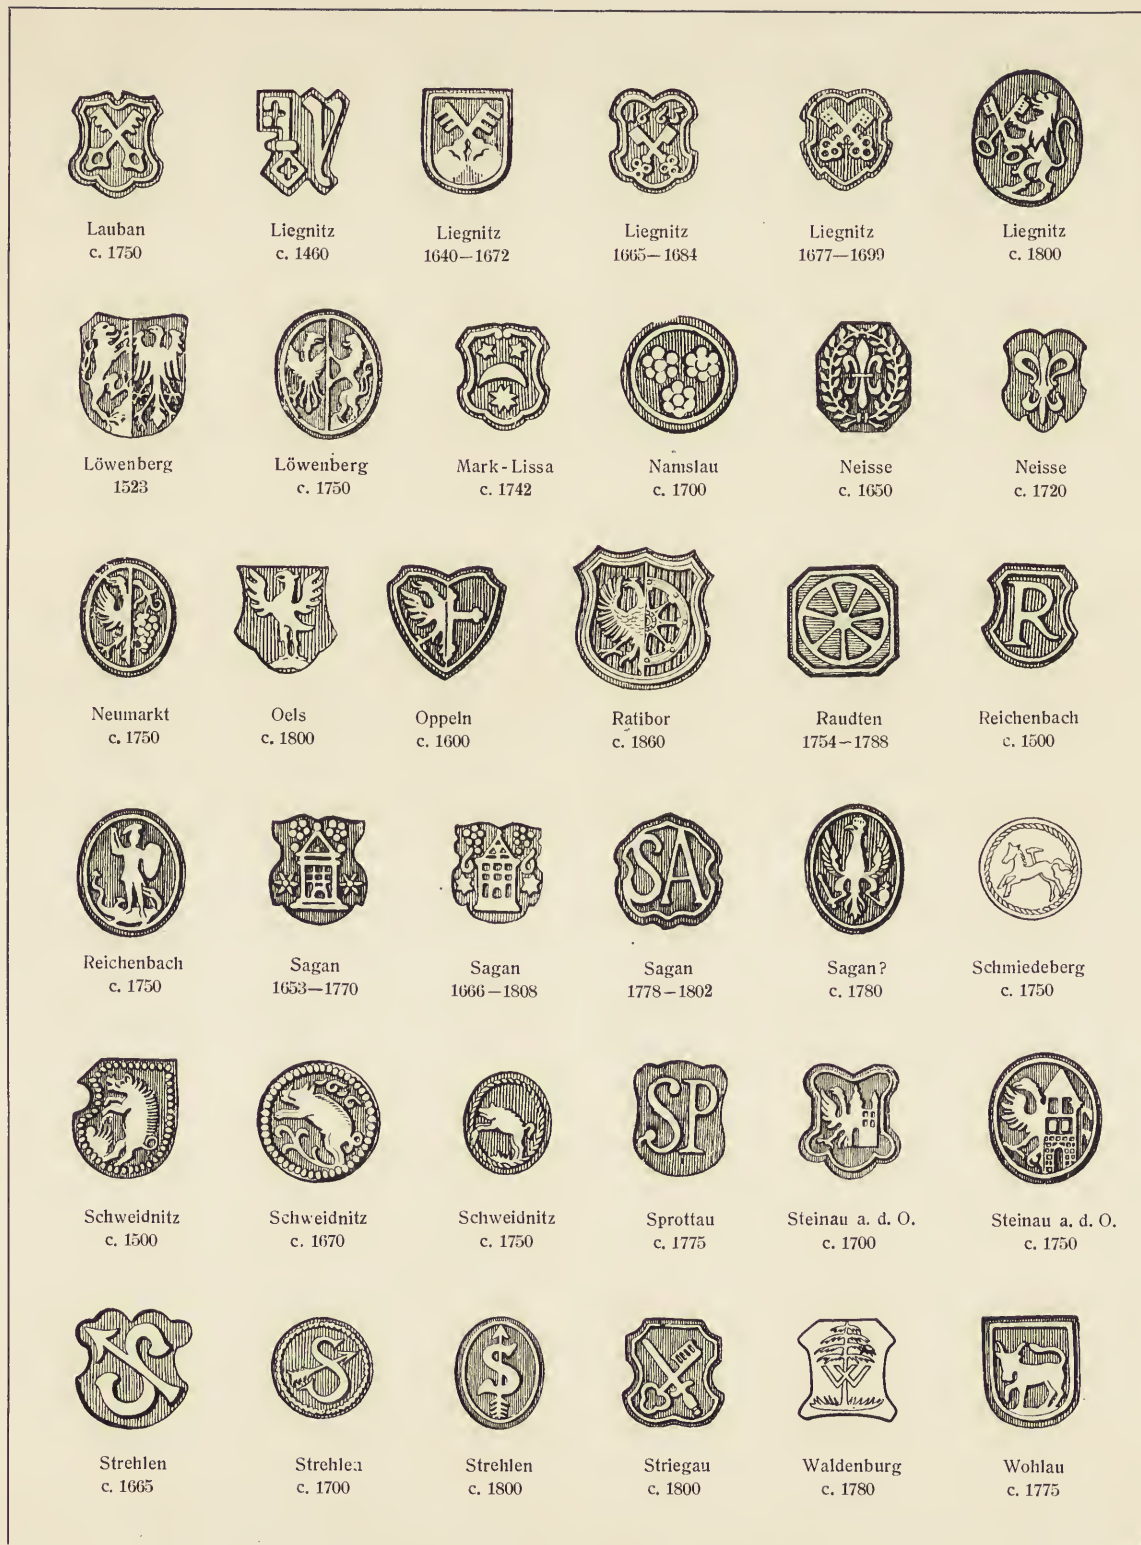 1665
Lauban
c. 1750
Liegnitz
c. 1460
Liegnitz
1640—1672
Liegnitz
1665—1684
Liegnitz
1677—1699
Liegnitz
c. 1800
Löwenberg
1523
Löwenberg
c. 1750
Mark-Lissa
c. 1742
Namslau
c. 1700
Neisse
c. 1650
Neisse
c. 1720
R
Neumarkt
c. 1750
Oels
c. 1800
Oppeln
c. 1600
Ratibor
c. 1860
Raudten
1754—1788
Reichenbach
c. 1500
SA
Reichenbach
c. 1750
Sagan
1653—1770
Sagan
1666—1808
Sagan
1778—1802
Sagan?
c. 1780
Schmiedeberg
c. 1750
SP
Schweidnitz
c. 1500
Schweidnitz
c. 1670
Schweidnitz
c. 1750
Sprottau
c. 1775
Steinau a. d. O.
c. 1700
Steinau a. d. O.
c. 1750
S
S
S
W
Strehlen
c. 1665
Strehlen
c. 1700
Strehlen
c. 1800
Striegau
c. 1800
Waldenburg
c. 1780
Wohlau
c. 1775